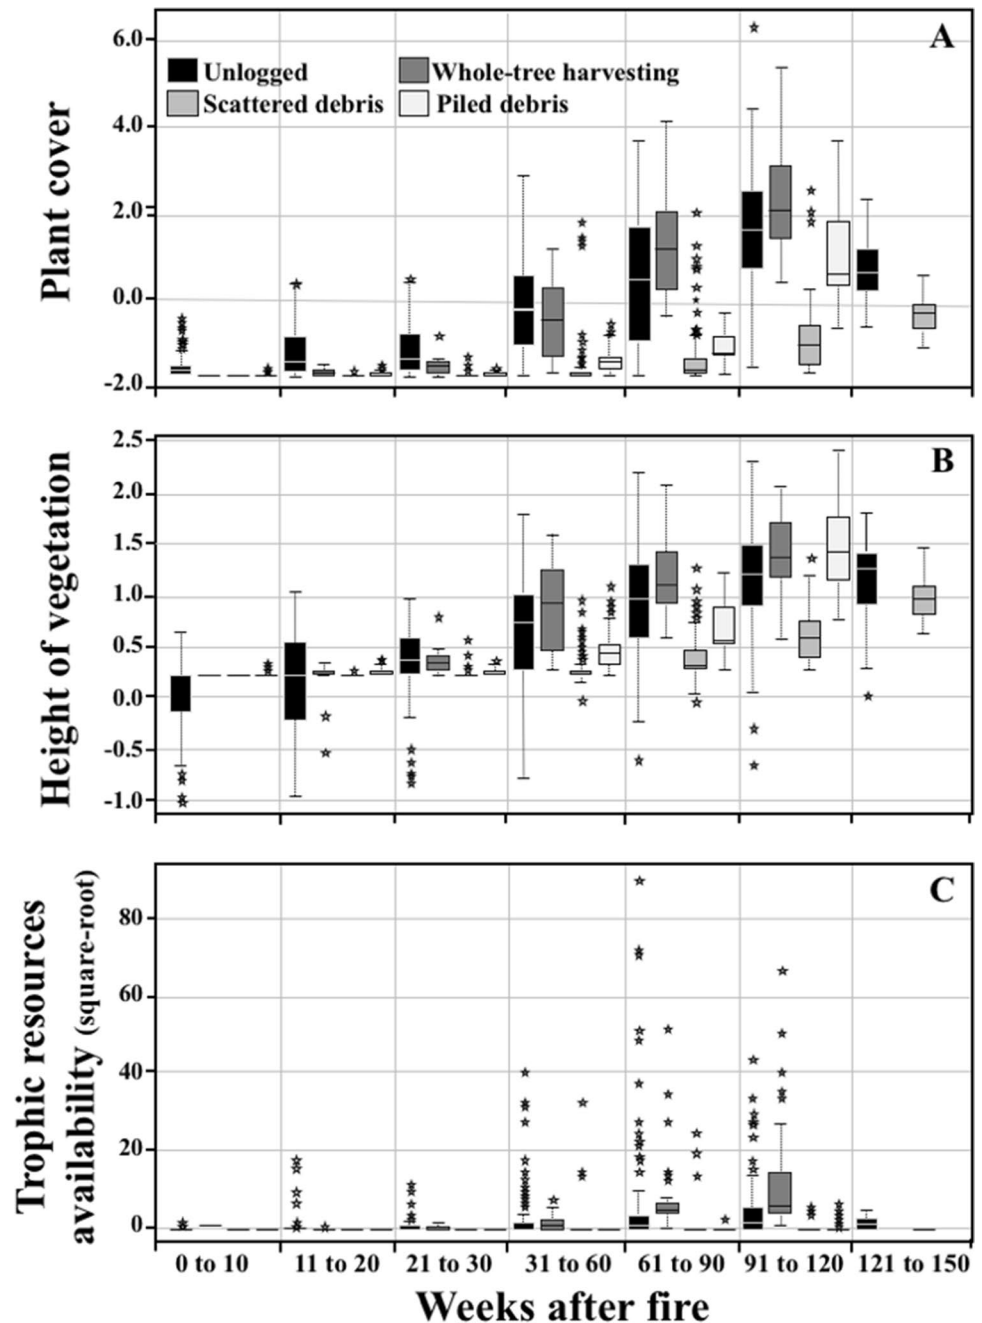 A
Plant cover
6.0
4.0
2.0
0.0
-2.0
Unlogged
Whole-tree harvesting
Scattered debris
Piled debris
B
Height of vegetation
2.5
2.0
1.5
1.0
0.5
0.0
-0.5
-1.0
C
Trophic resources
availability (square-root)
80
60
40
20
0
0 to 10
11 to 20
21 to 30
31 to 60
61 to 90
91 to 120
121 to 150
Weeks after fire